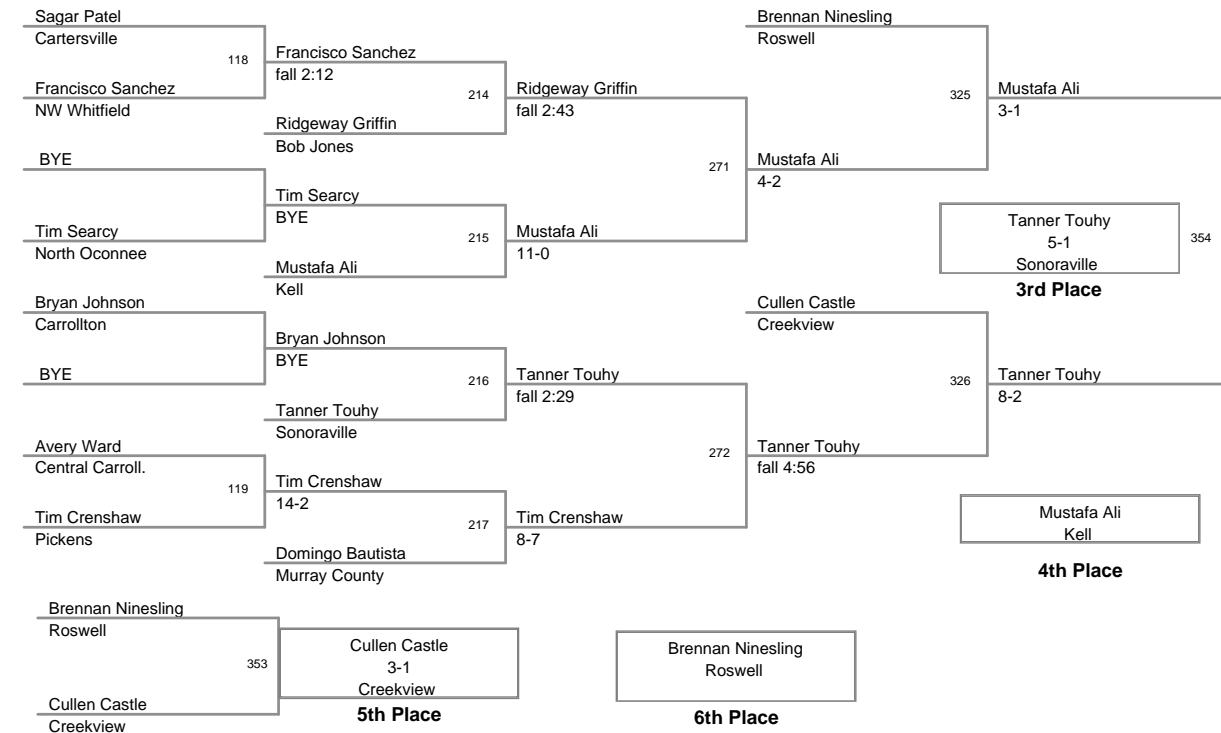 Sagar Patel
Cartersville
118
Francisco Sanchez
NW Whitfield
Francisco Sanchez
fall 2:12
214
Ridgeway Griffin
Bob Jones
Ridgeway Griffin
fall 2:43
BYE
Tim Searcy
North Oconnee
Tim Searcy
BYE
215
Mustafa Ali
Kell
Mustafa Ali
11-0
271
Mustafa Ali
4-2
Brennan Ninesling
Roswell
325
Mustafa Ali
3-1
Tanner Touhy
5-1
Sonoraville
354
3rd Place
Bryan Johnson
Carrollton
BYE
Bryan Johnson
BYE
216
Tanner Touhy
Sonoraville
Tanner Touhy
fall 2:29
Avery Ward
Central Carroll.
119
Tim Crenshaw
Pickens
Tim Crenshaw
14-2
217
Domingo Bautista
Murray County
Tim Crenshaw
8-7
272
Tanner Touhy
fall 4:56
Cullen Castle
Creekview
326
Tanner Touhy
8-2
Mustafa Ali
Kell
4th Place
Brennan Ninesling
Roswell
353
Cullen Castle
Creekview
Cullen Castle
3-1
Creekview
5th Place
Brennan Ninesling
Roswell
6th Place